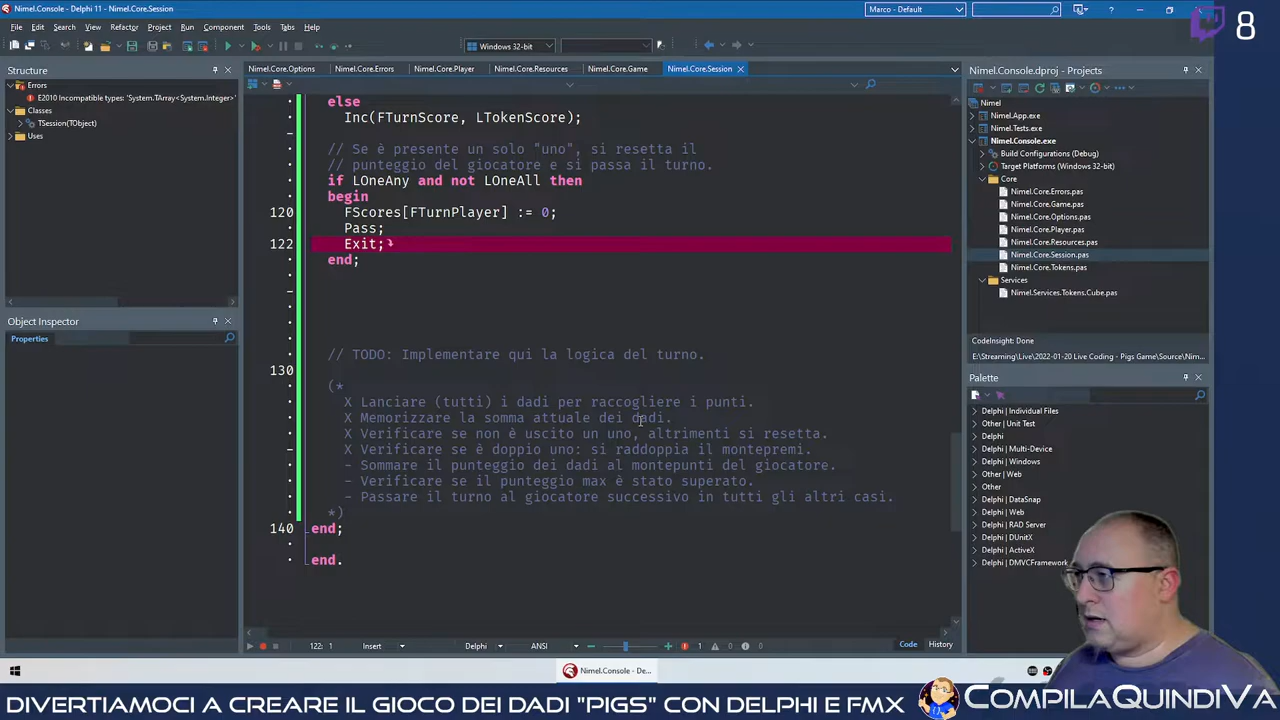 Nimel.Console - Delphi 11 - Nimel.Core.Session
Marco - Default
8
File Edit Search View Refactor Project Run Component Tools Tabs Help
Windows 32-bit
Structure
Errors
E2010 Incompatible types: 'System.TArray<System.Integer>'
Classes
TSession(TObject)
Uses
Object Inspector
Properties
Nimel.Core.Options Nimel.Core.Errors Nimel.Core.Player Nimel.Core.Resources Nimel.Core.Game Nimel.Core.Session
else
Inc(FTurnScore, LTokenScore);
// Se è presente un solo "uno", si resetta il
// punteggio del giocatore e si passa il turno.
if LOneAny and not LOneAll then
begin
120 FScores[FTurnPlayer] := 0;
Pass;
122 Exit;
end;
// TODO: Implementare qui la logica del turno.
130
(*
X Lanciare (tutti) i dadi per raccogliere i punti.
X Memorizzare la somma attuale dei dadi.
X Verificare se non è uscito un uno, altrimenti si resetta.
X Verificare se è doppio uno: si raddoppia il montepremi.
- Sommare il punteggio dei dadi al montepunti del giocatore.
- Verificare se il punteggio max è stato superato.
- Passare il turno al giocatore successivo in tutti gli altri casi.
*)
140 end;
end.
122: 1 Insert Delphi ANSI 1 0 0 Code History
Nimel.Console.dproj - Projects
Nimel
Nimel.App.exe
Nimel.Tests.exe
Nimel.Console.exe
Build Configurations (Debug)
Target Platforms (Windows 32-bit)
Core
Nimel.Core.Errors.pas
Nimel.Core.Game.pas
Nimel.Core.Options.pas
Nimel.Core.Player.pas
Nimel.Core.Resources.pas
Nimel.Core.Session.pas
Nimel.Core.Tokens.pas
Services
Nimel.Services.Tokens.Cube.pas
CodeInsight: Done
E:\Streaming\Live\2022-01-20 Live Coding - Pigs Game\Source\Nim...
Palette
Delphi | Individual Files
Other | Unit Test
Delphi
Delphi | Multi-Device
Delphi | Windows
Other | Web
Other
Delphi | DataSnap
Delphi | Web
Delphi | RAD Server
Delphi | DUnitX
Delphi | ActiveX
Delphi | DMVCFramework
Nimel.Console - De...
DIVERTIAMOCI A CREARE IL GIOCO DEI DADI "PIGS" CON DELPHI E FMX
COMPILAQUINDIVA